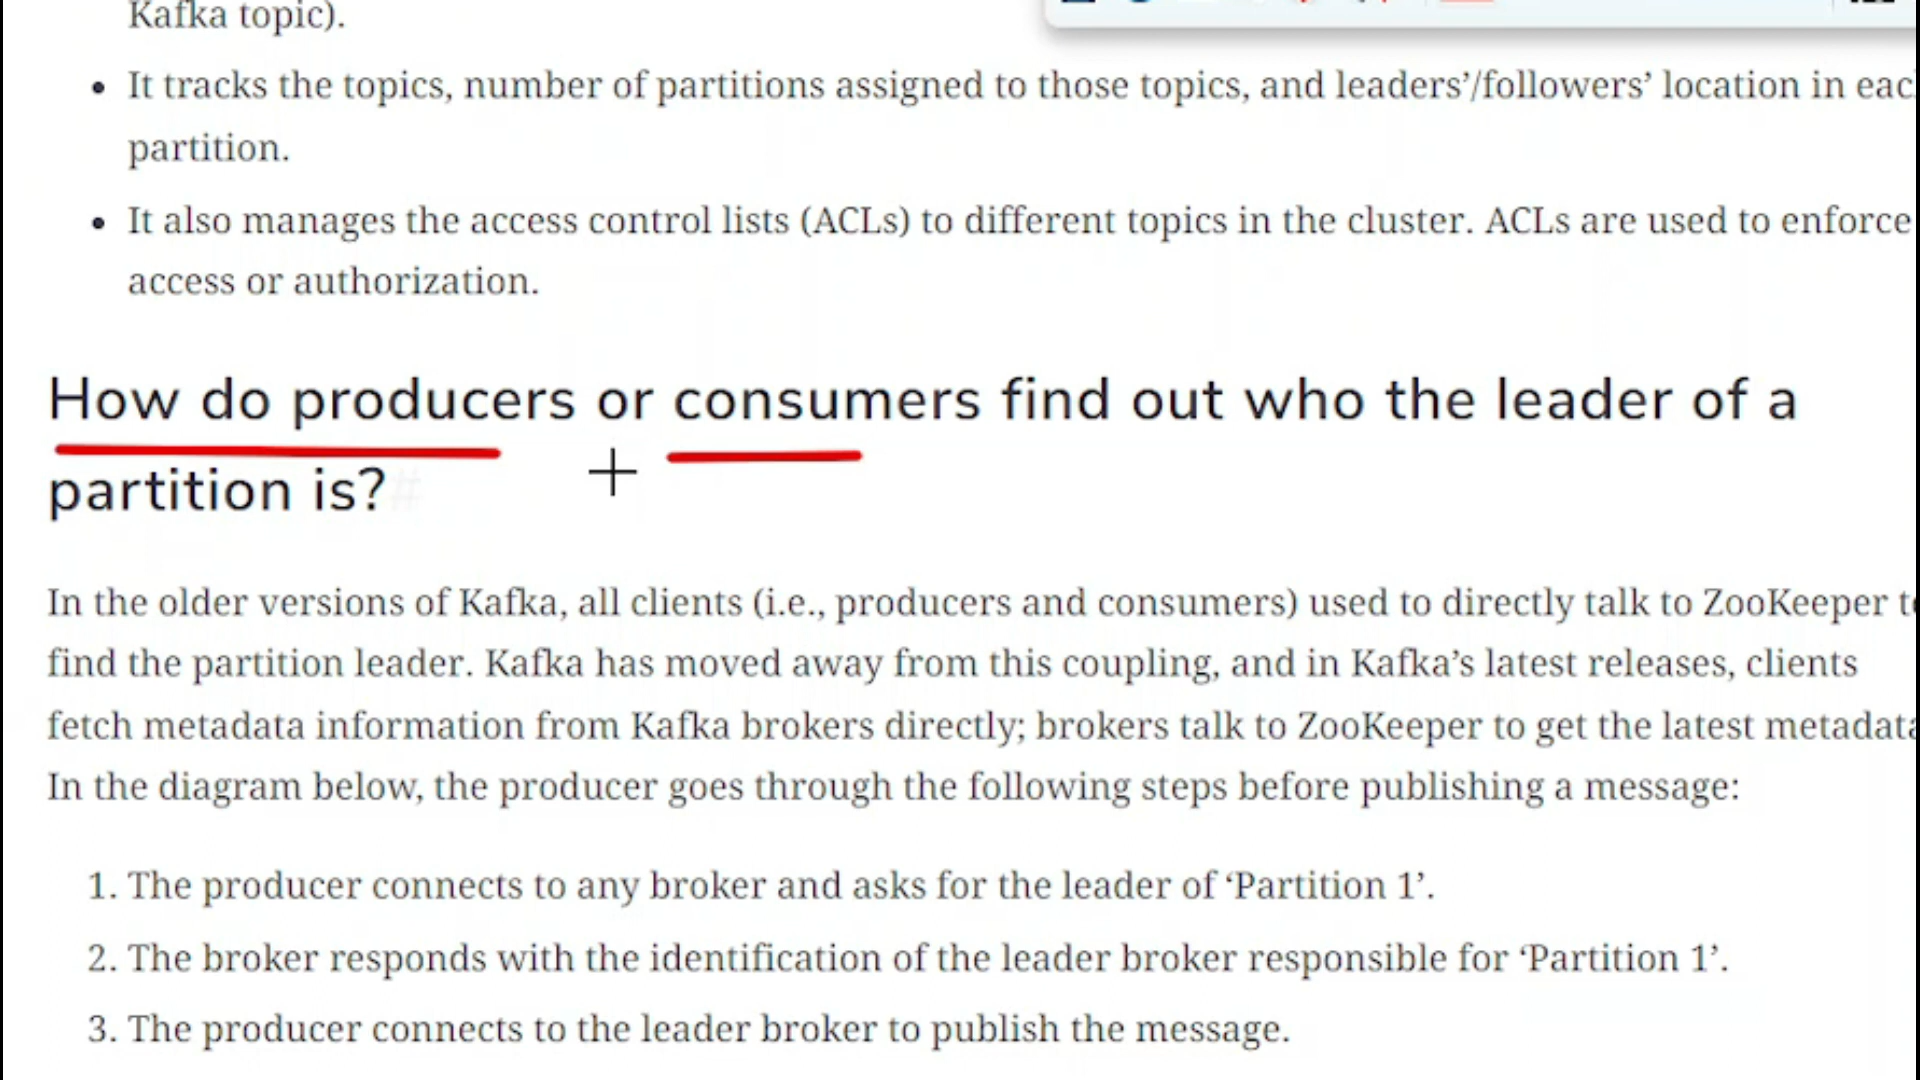 Kafka topic).
• It tracks the topics, number of partitions assigned to those topics, and leaders’/followers’ location in eac
partition.
• It also manages the access control lists (ACLs) to different topics in the cluster. ACLs are used to enforce
access or authorization.
How do producers or consumers find out who the leader of a
partition is? #
In the older versions of Kafka, all clients (i.e., producers and consumers) used to directly talk to ZooKeeper to
find the partition leader. Kafka has moved away from this coupling, and in Kafka’s latest releases, clients
fetch metadata information from Kafka brokers directly; brokers talk to ZooKeeper to get the latest metadata
In the diagram below, the producer goes through the following steps before publishing a message:
1. The producer connects to any broker and asks for the leader of ‘Partition 1’.
2. The broker responds with the identification of the leader broker responsible for ‘Partition 1’.
3. The producer connects to the leader broker to publish the message.